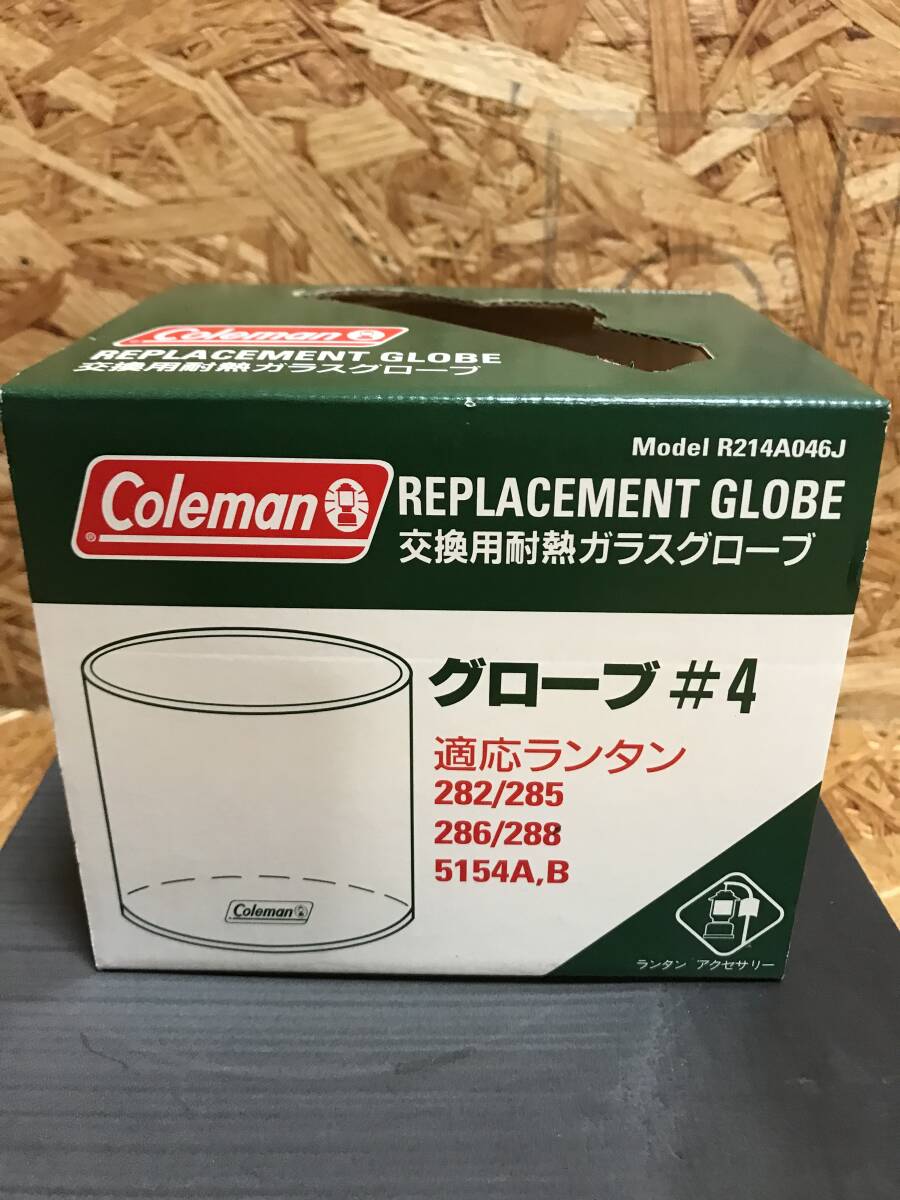 Coleman
REPLACEMENT GLOBE
交換用耐熱ガラスグローブ
Model R214A046J
Coleman
®
REPLACEMENT GLOBE
交換用耐熱ガラスグローブ
グローブ #4
適応ランタン
282/285
286/288
5154A,B
Coleman
ランタン アクセサリー